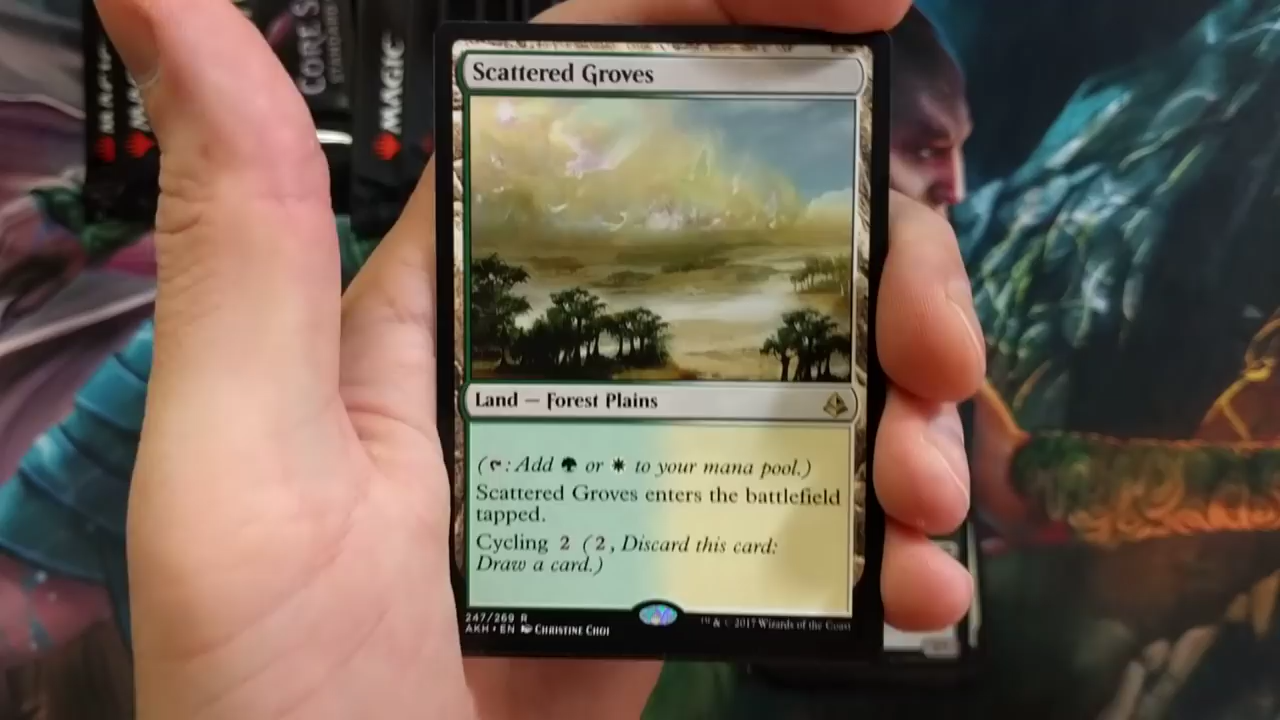 CORE S
MAGIC
Scattered Groves
Land — Forest Plains
( : Add or to your mana pool.)
Scattered Groves enters the battlefield
tapped.
Cycling 2 (2, Discard this card:
Draw a card.)
247/269 R
AKH • EN CHRISTINE CHOI
™ & © 2017 Wizards of the Coast